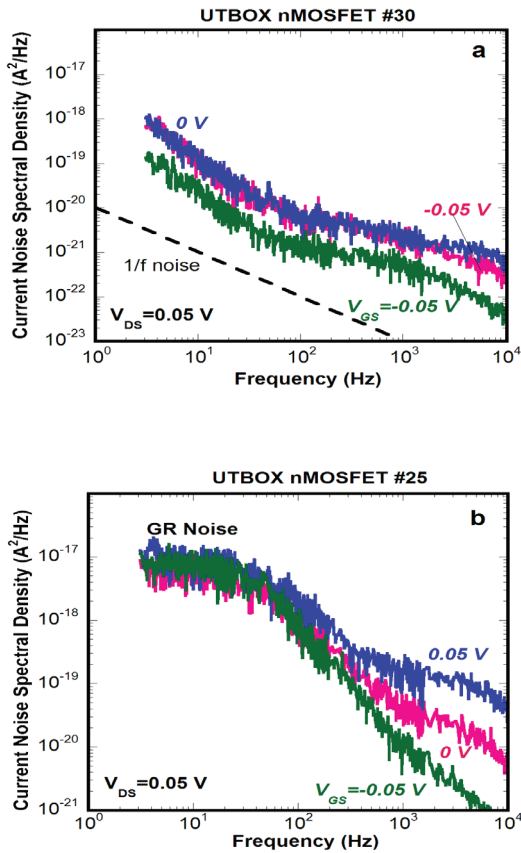 UTBOX nMOSFET #30
Current Noise Spectral Density (A²/Hz)
a
10⁻¹⁷
10⁻¹⁸
10⁻¹⁹
10⁻²⁰
10⁻²¹
10⁻²²
10⁻²³
0 V
-0.05 V
1/f noise
V_GS=-0.05 V
V_DS=0.05 V
10⁰ 10¹ 10² 10³ 10⁴
Frequency (Hz)
UTBOX nMOSFET #25
Current Noise Spectral Density (A²/Hz)
b
GR Noise
10⁻¹⁷
10⁻¹⁸
10⁻¹⁹
10⁻²⁰
10⁻²¹
0.05 V
0 V
V_GS=-0.05 V
V_DS=0.05 V
10⁰ 10¹ 10² 10³ 10⁴
Frequency (Hz)